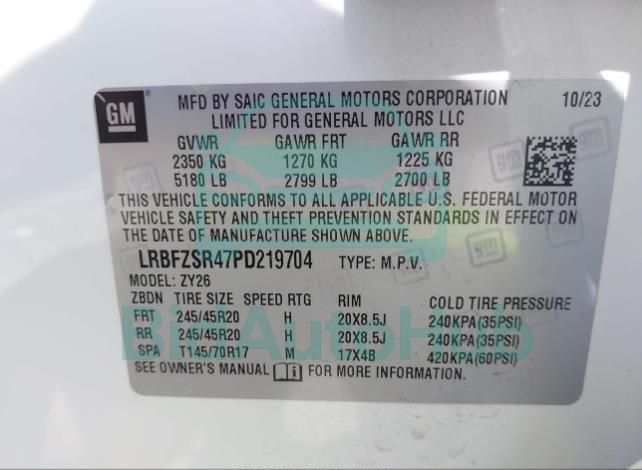 GM
MFD BY SAIC GENERAL MOTORS CORPORATION 10/23
LIMITED FOR GENERAL MOTORS LLC
GVWR GAWR FRT GAWR RR
2350 KG 1270 KG 1225 KG
5180 LB 2799 LB 2700 LB
THIS VEHICLE CONFORMS TO ALL APPLICABLE U.S. FEDERAL MOTOR
VEHICLE SAFETY AND THEFT PREVENTION STANDARDS IN EFFECT ON
THE DATE OF MANUFACTURE SHOWN ABOVE.
LRBFZSR47PD219704 TYPE: M.P.V.
MODEL: ZY26
ZBDN TIRE SIZE SPEED RTG RIM COLD TIRE PRESSURE
FRT 245/45R20 H 20X8.5J 240KPA(35PSI)
RR 245/45R20 H 20X8.5J 240KPA(35PSI)
SPA T145/70R17 M 17X4B 420KPA(60PSI)
SEE OWNER'S MANUAL i FOR MORE INFORMATION.